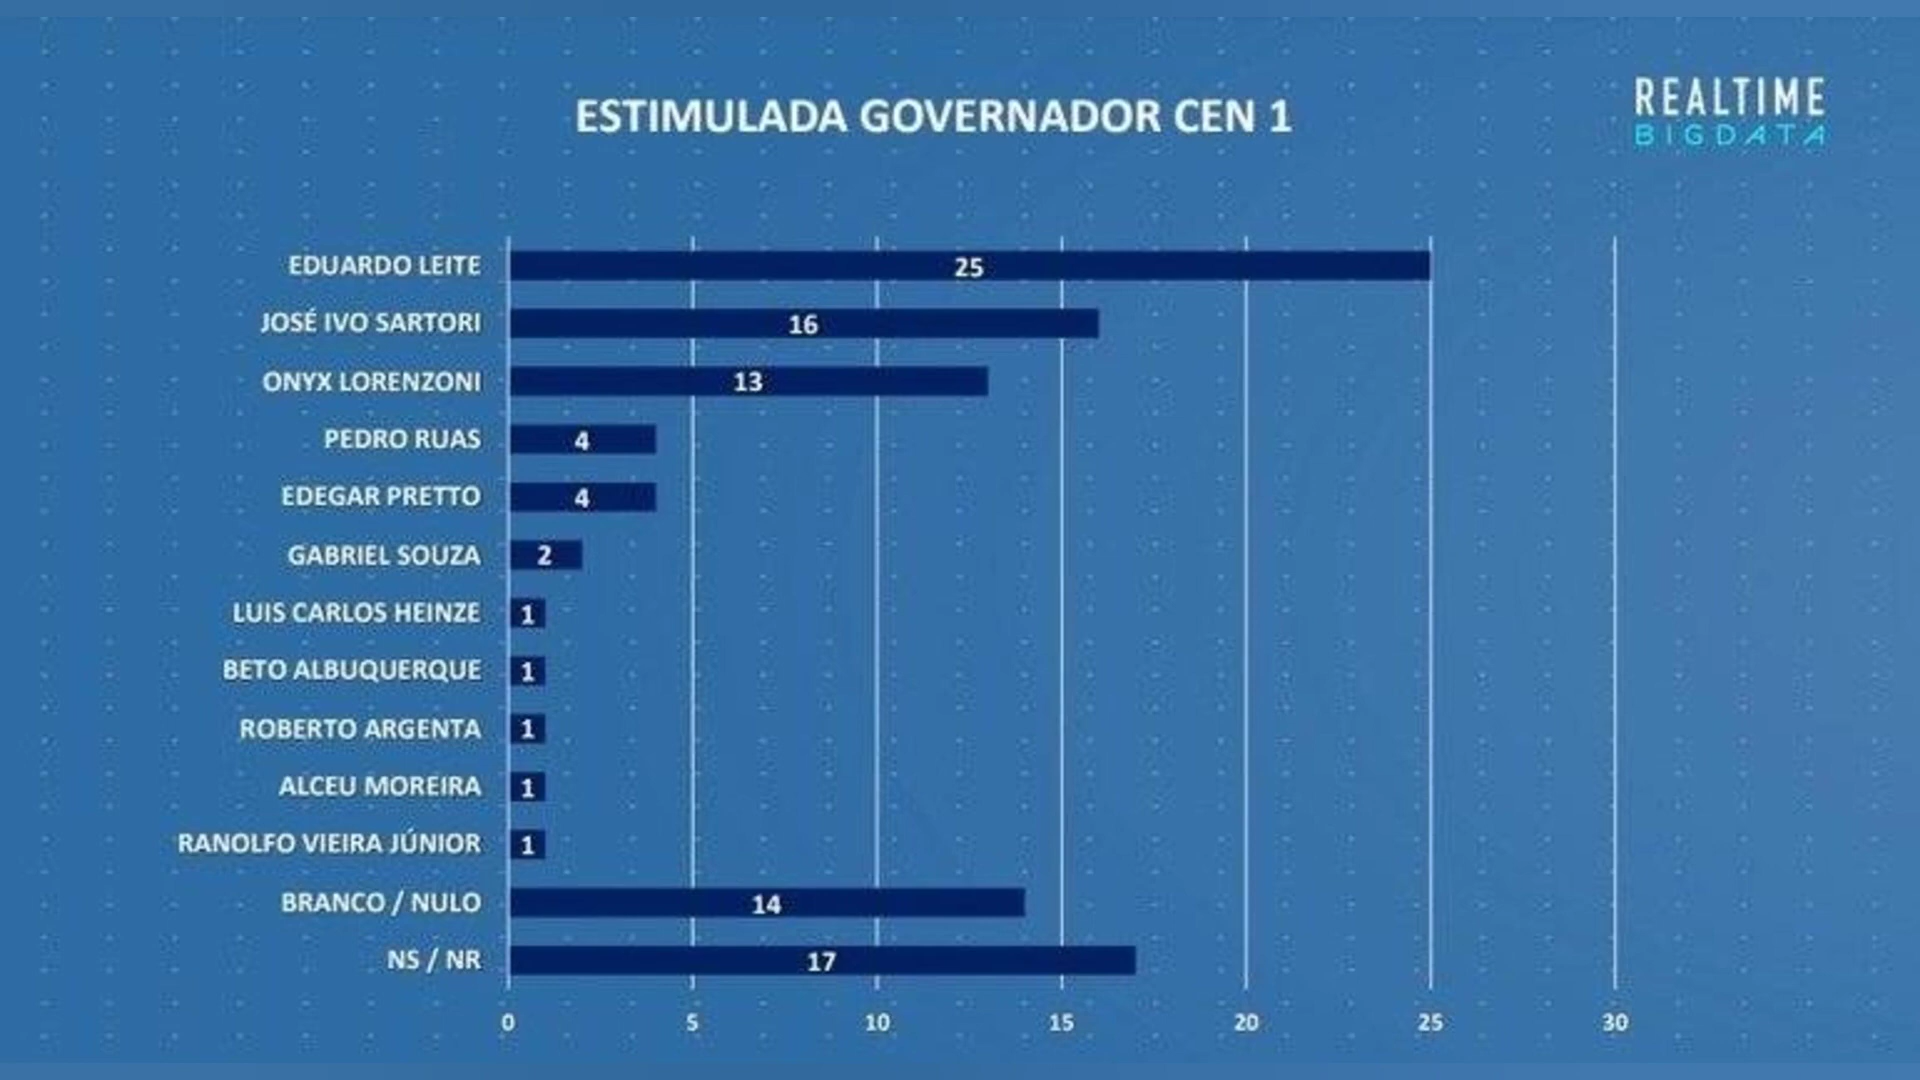 ESTIMULADA GOVERNADOR CEN 1
REALTIME
BIGDATA
EDUARDO LEITE 25
JOSÉ IVO SARTORI 16
ONYX LORENZONI 13
PEDRO RUAS 4
EDEGAR PRETTO 4
GABRIEL SOUZA 2
LUIS CARLOS HEINZE 1
BETO ALBUQUERQUE 1
ROBERTO ARGENTA 1
ALCEU MOREIRA 1
RANOLFO VIEIRA JÚNIOR 1
BRANCO / NULO 14
NS / NR 17
0 5 10 15 20 25 30